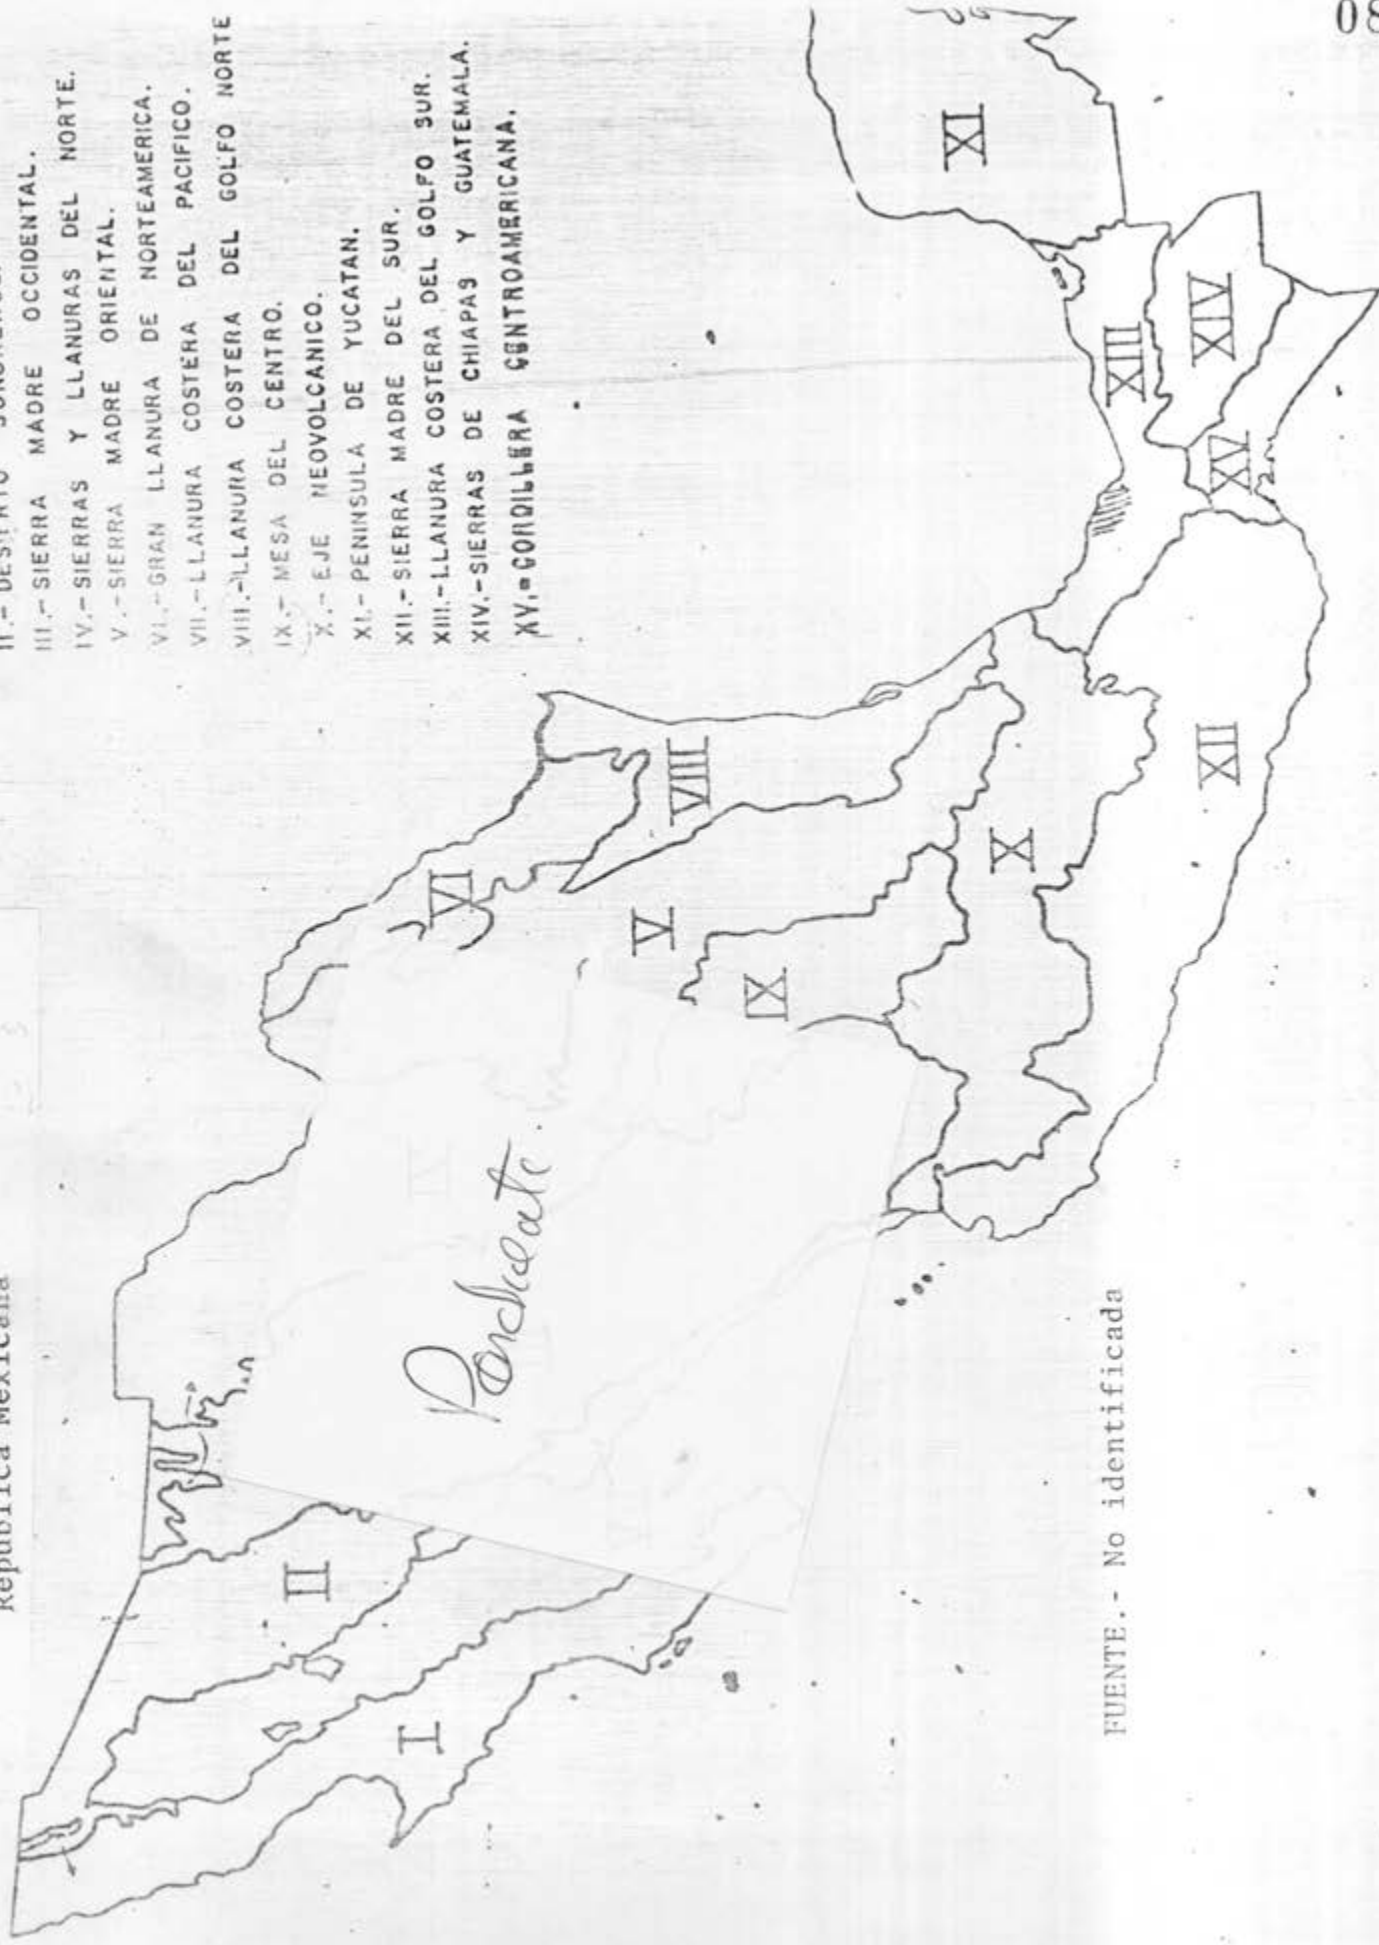 República Mexicana
II.- DESIERTO
III.- SIERRA MADRE OCCIDENTAL.
IV.- SIERRAS Y LLANURAS DEL NORTE.
V.- SIERRA MADRE ORIENTAL.
VI.- GRAN LLANURA DE NORTEAMERICA.
VII.- LLANURA COSTERA DEL PACIFICO.
VIII.- LLANURA COSTERA DEL GOLFO NORTE
IX.- MESA DEL CENTRO.
X.- EJE NEOVOLCANICO.
XI.- PENINSULA DE YUCATAN.
XII.- SIERRA MADRE DEL SUR.
XIII.- LLANURA COSTERA DEL GOLFO SUR.
XIV.- SIERRAS DE CHIAPAS Y GUATEMALA.
XV.- CORDILLERA CENTROAMERICANA.
I
II
VI
V
VIII
IX
X
XI
XII
XIII
XIV
XV
FUENTE.- No identificada